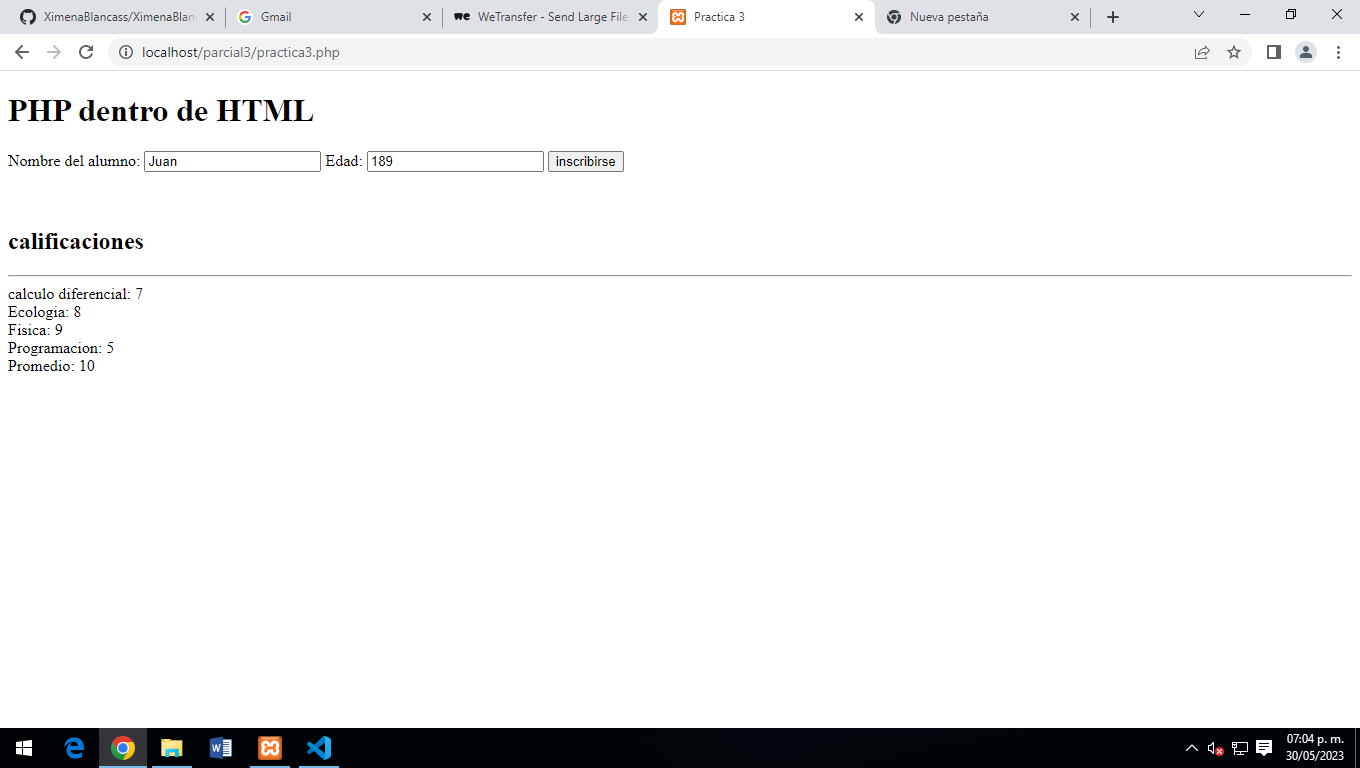 XimenaBlancass/XimenaBlan
Gmail
WeTransfer - Send Large File
Practica 3
Nueva pestaña
localhost/parcial3/practica3.php
PHP dentro de HTML
Nombre del alumno: Juan Edad: 189 inscribirse
calificaciones
calculo diferencial: 7
Ecologia: 8
Fisica: 9
Programacion: 5
Promedio: 10
07:04 p. m.
30/05/2023